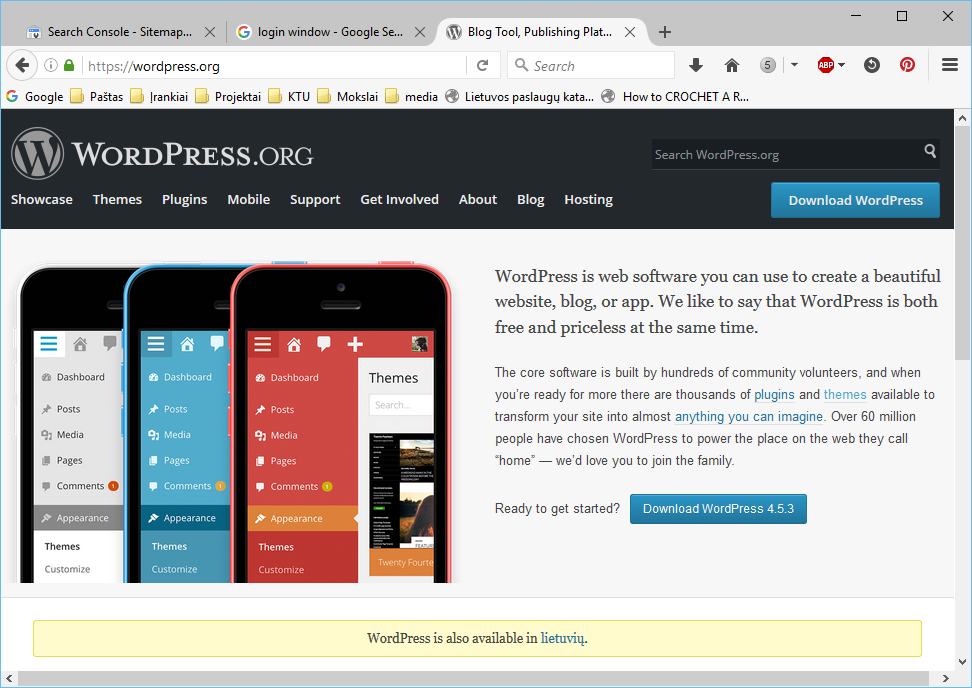 Search Console - Sitemap...
login window - Google Se...
Blog Tool, Publishing Plat...
https://wordpress.org
Search
5
ABP
Google Paštas Įrankiai Projektai KTU Mokslai media Lietuvos paslaugų kata... How to CROCHET A R...
WORDPRESS.ORG
Search WordPress.org
Showcase Themes Plugins Mobile Support Get Involved About Blog Hosting
Download WordPress
Dashboard
Posts
Media
Pages
Comments 1
Appearance
Themes
Customize
Dashboard
Posts
Media
Pages
Comments 1
Appearance
Themes
Customize
Dashboard
Posts
Media
Pages
Comments 1
Appearance
Themes
Customize
Themes
Search...
Twenty Fourte
WordPress is web software you can use to create a beautiful
website, blog, or app. We like to say that WordPress is both
free and priceless at the same time.
The core software is built by hundreds of community volunteers, and when
you’re ready for more there are thousands of plugins and themes available to
transform your site into almost anything you can imagine. Over 60 million
people have chosen WordPress to power the place on the web they call
“home” — we’d love you to join the family.
Ready to get started? Download WordPress 4.5.3
WordPress is also available in lietuvių.